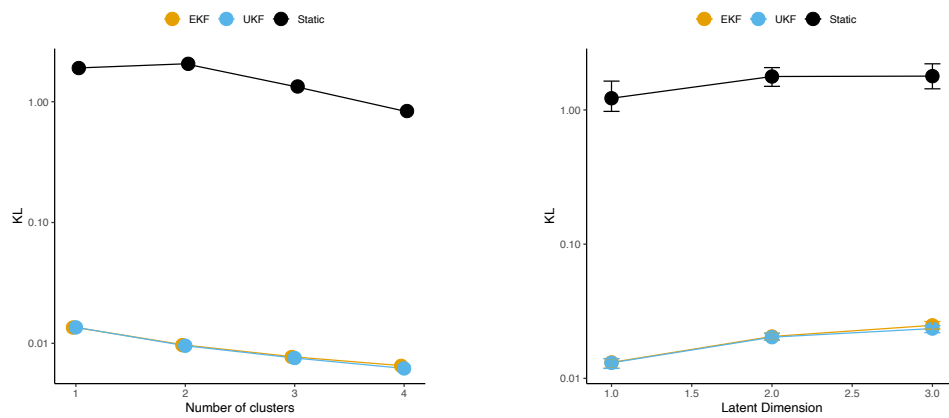 EKF UKF Static
1.00
0.10
0.01
KL
1 2 3 4
Number of clusters
EKF UKF Static
1.00
0.10
0.01
KL
1.0 1.5 2.0 2.5 3.0
Latent Dimension